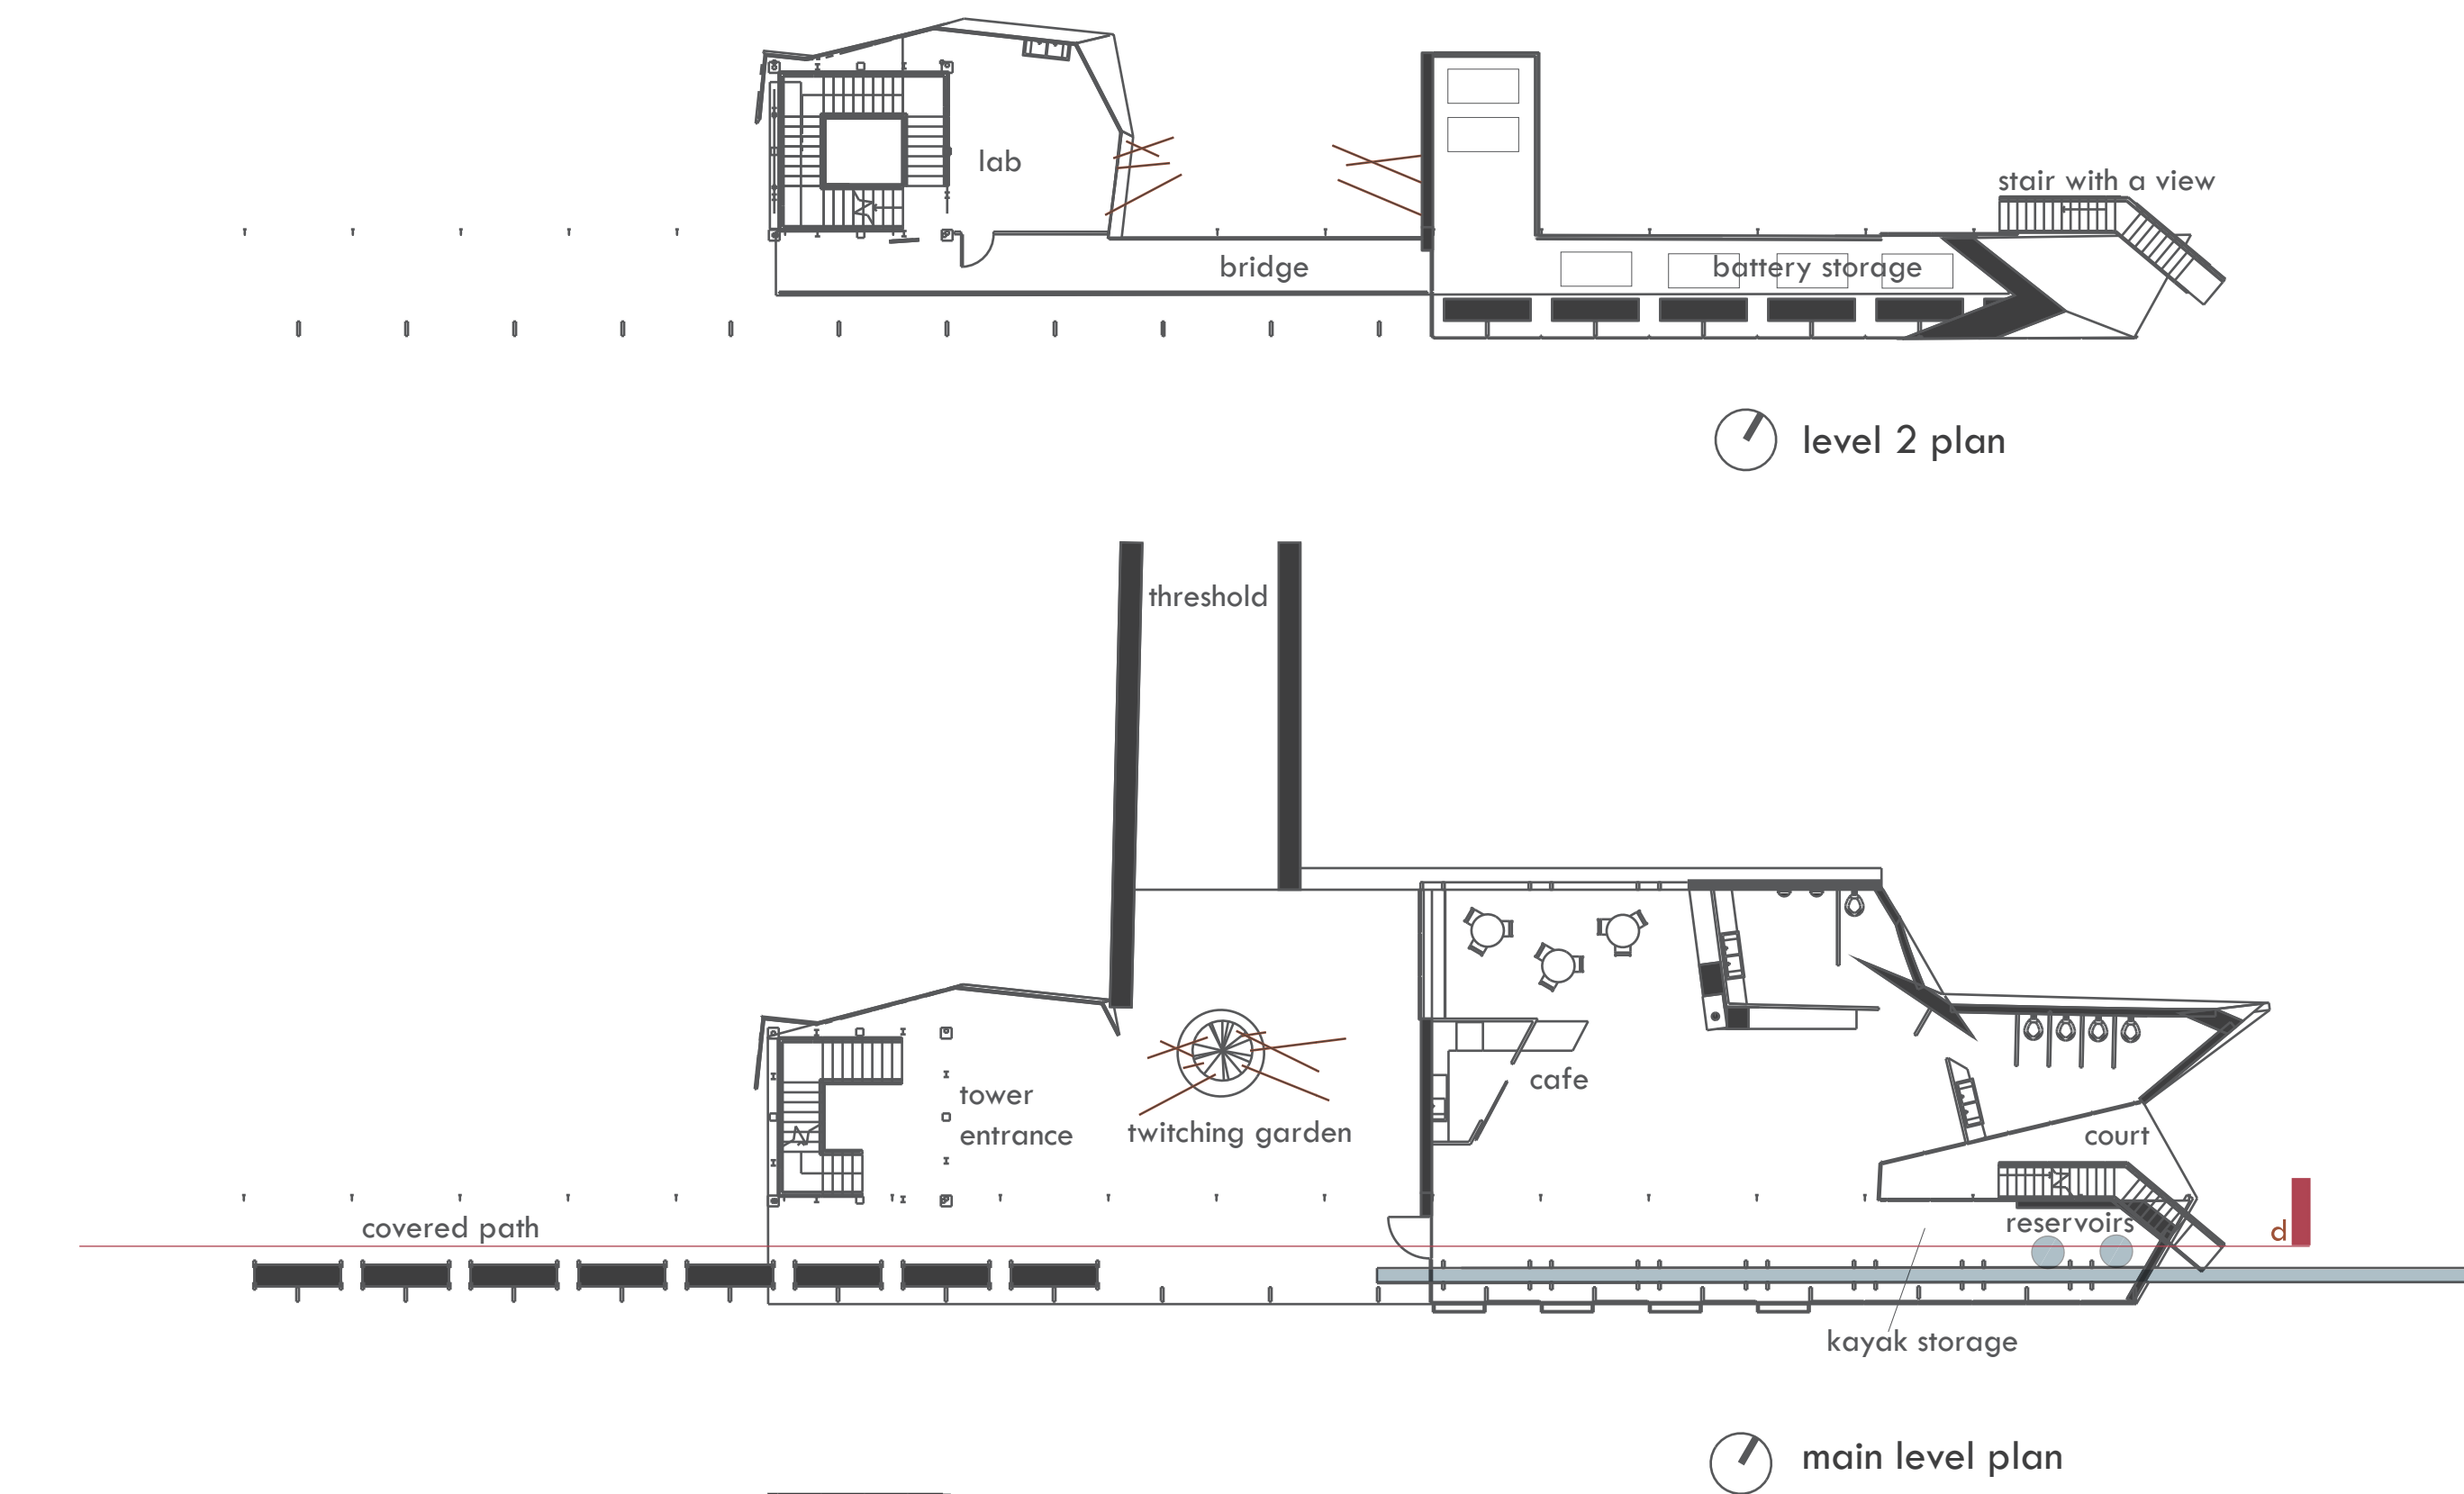 lab
stair with a view
bridge
battery storage
level 2 plan
threshold
cafe
tower
entrance
twitching garden
court
covered path
reservoirs
d
kayak storage
main level plan